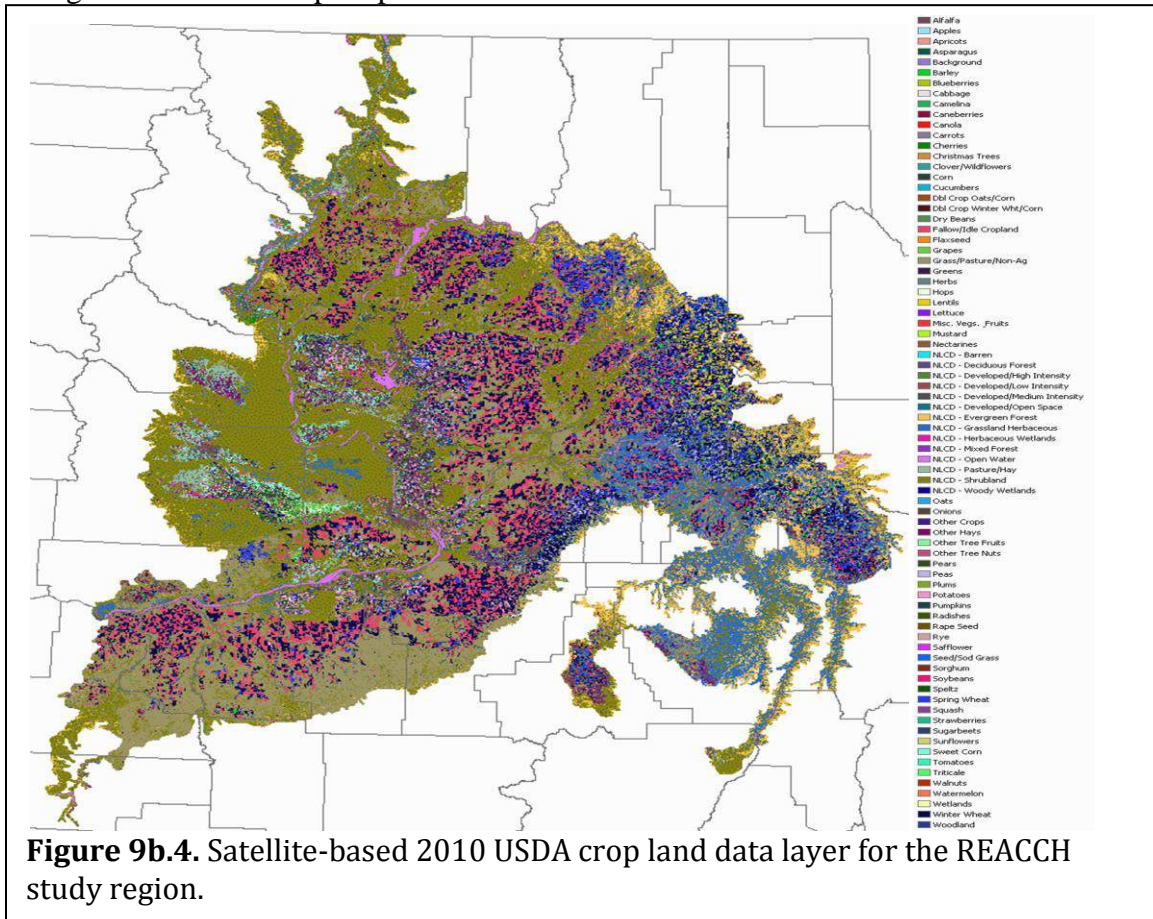 Alfalfa
Apples
Apricots
Asparagus
Background
Barley
Blueberries
Cabbage
Camelina
Caneberries
Canola
Carrots
Cherries
Christmas Trees
Clover/Wildflowers
Corn
Cucumbers
Dbl Crop Oats/Corn
Dbl Crop Winter Wht/Corn
Dry Beans
Fallow/Idle Cropland
Flaxseed
Grapes
Grass/Pasture/Non-Ag
Greens
Herbs
Hops
Lentils
Lettuce
Misc. Vegs. Fruits
Mustard
Nectarines
NLCD - Barren
NLCD - Deciduous Forest
NLCD - Developed/High Intensity
NLCD - Developed/Low Intensity
NLCD - Developed/Medium Intensity
NLCD - Developed/Open Space
NLCD - Evergreen Forest
NLCD - Grassland Herbaceous
NLCD - Herbaceous Wetlands
NLCD - Mixed Forest
NLCD - Open Water
NLCD - Pasture/Hay
NLCD - Shrubland
NLCD - Woody Wetlands
Oats
Onions
Other Crops
Other Hays
Other Tree Fruits
Other Tree Nuts
Pears
Peas
Plums
Potatoes
Pumpkins
Radishes
Rape Seed
Rye
Safflower
Seed/Sod Grass
Sorghum
Soybeans
Speltz
Spring Wheat
Squash
Strawberries
Sugarbeets
Sunflowers
Sweet Corn
Tomatoes
Triticale
Walnuts
Watermelon
Wetlands
Winter Wheat
Woodland
Figure 9b.4. Satellite-based 2010 USDA crop land data layer for the REACCH
study region.